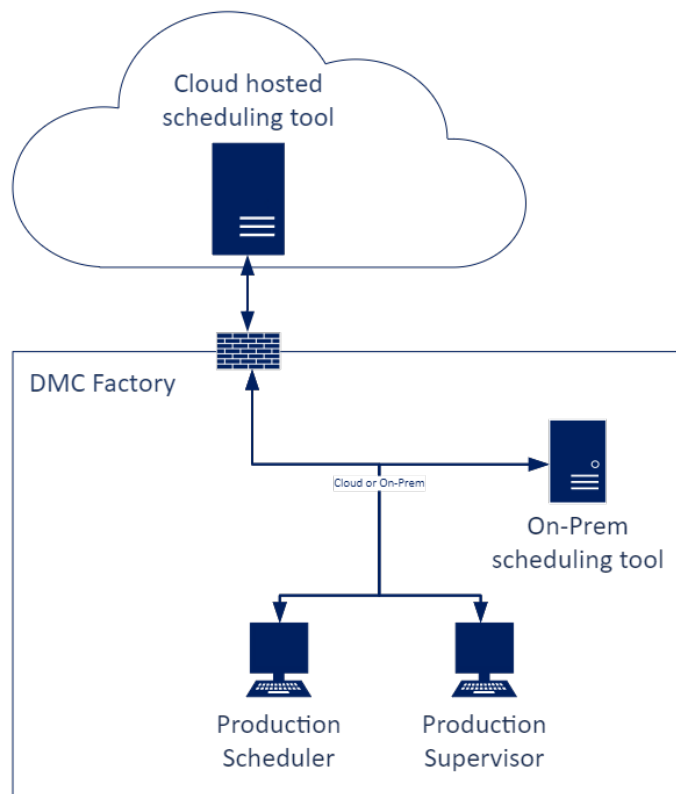 Cloud hosted
scheduling tool
DMC Factory
Cloud or On-Prem
On-Prem
scheduling tool
Production
Scheduler
Production
Supervisor